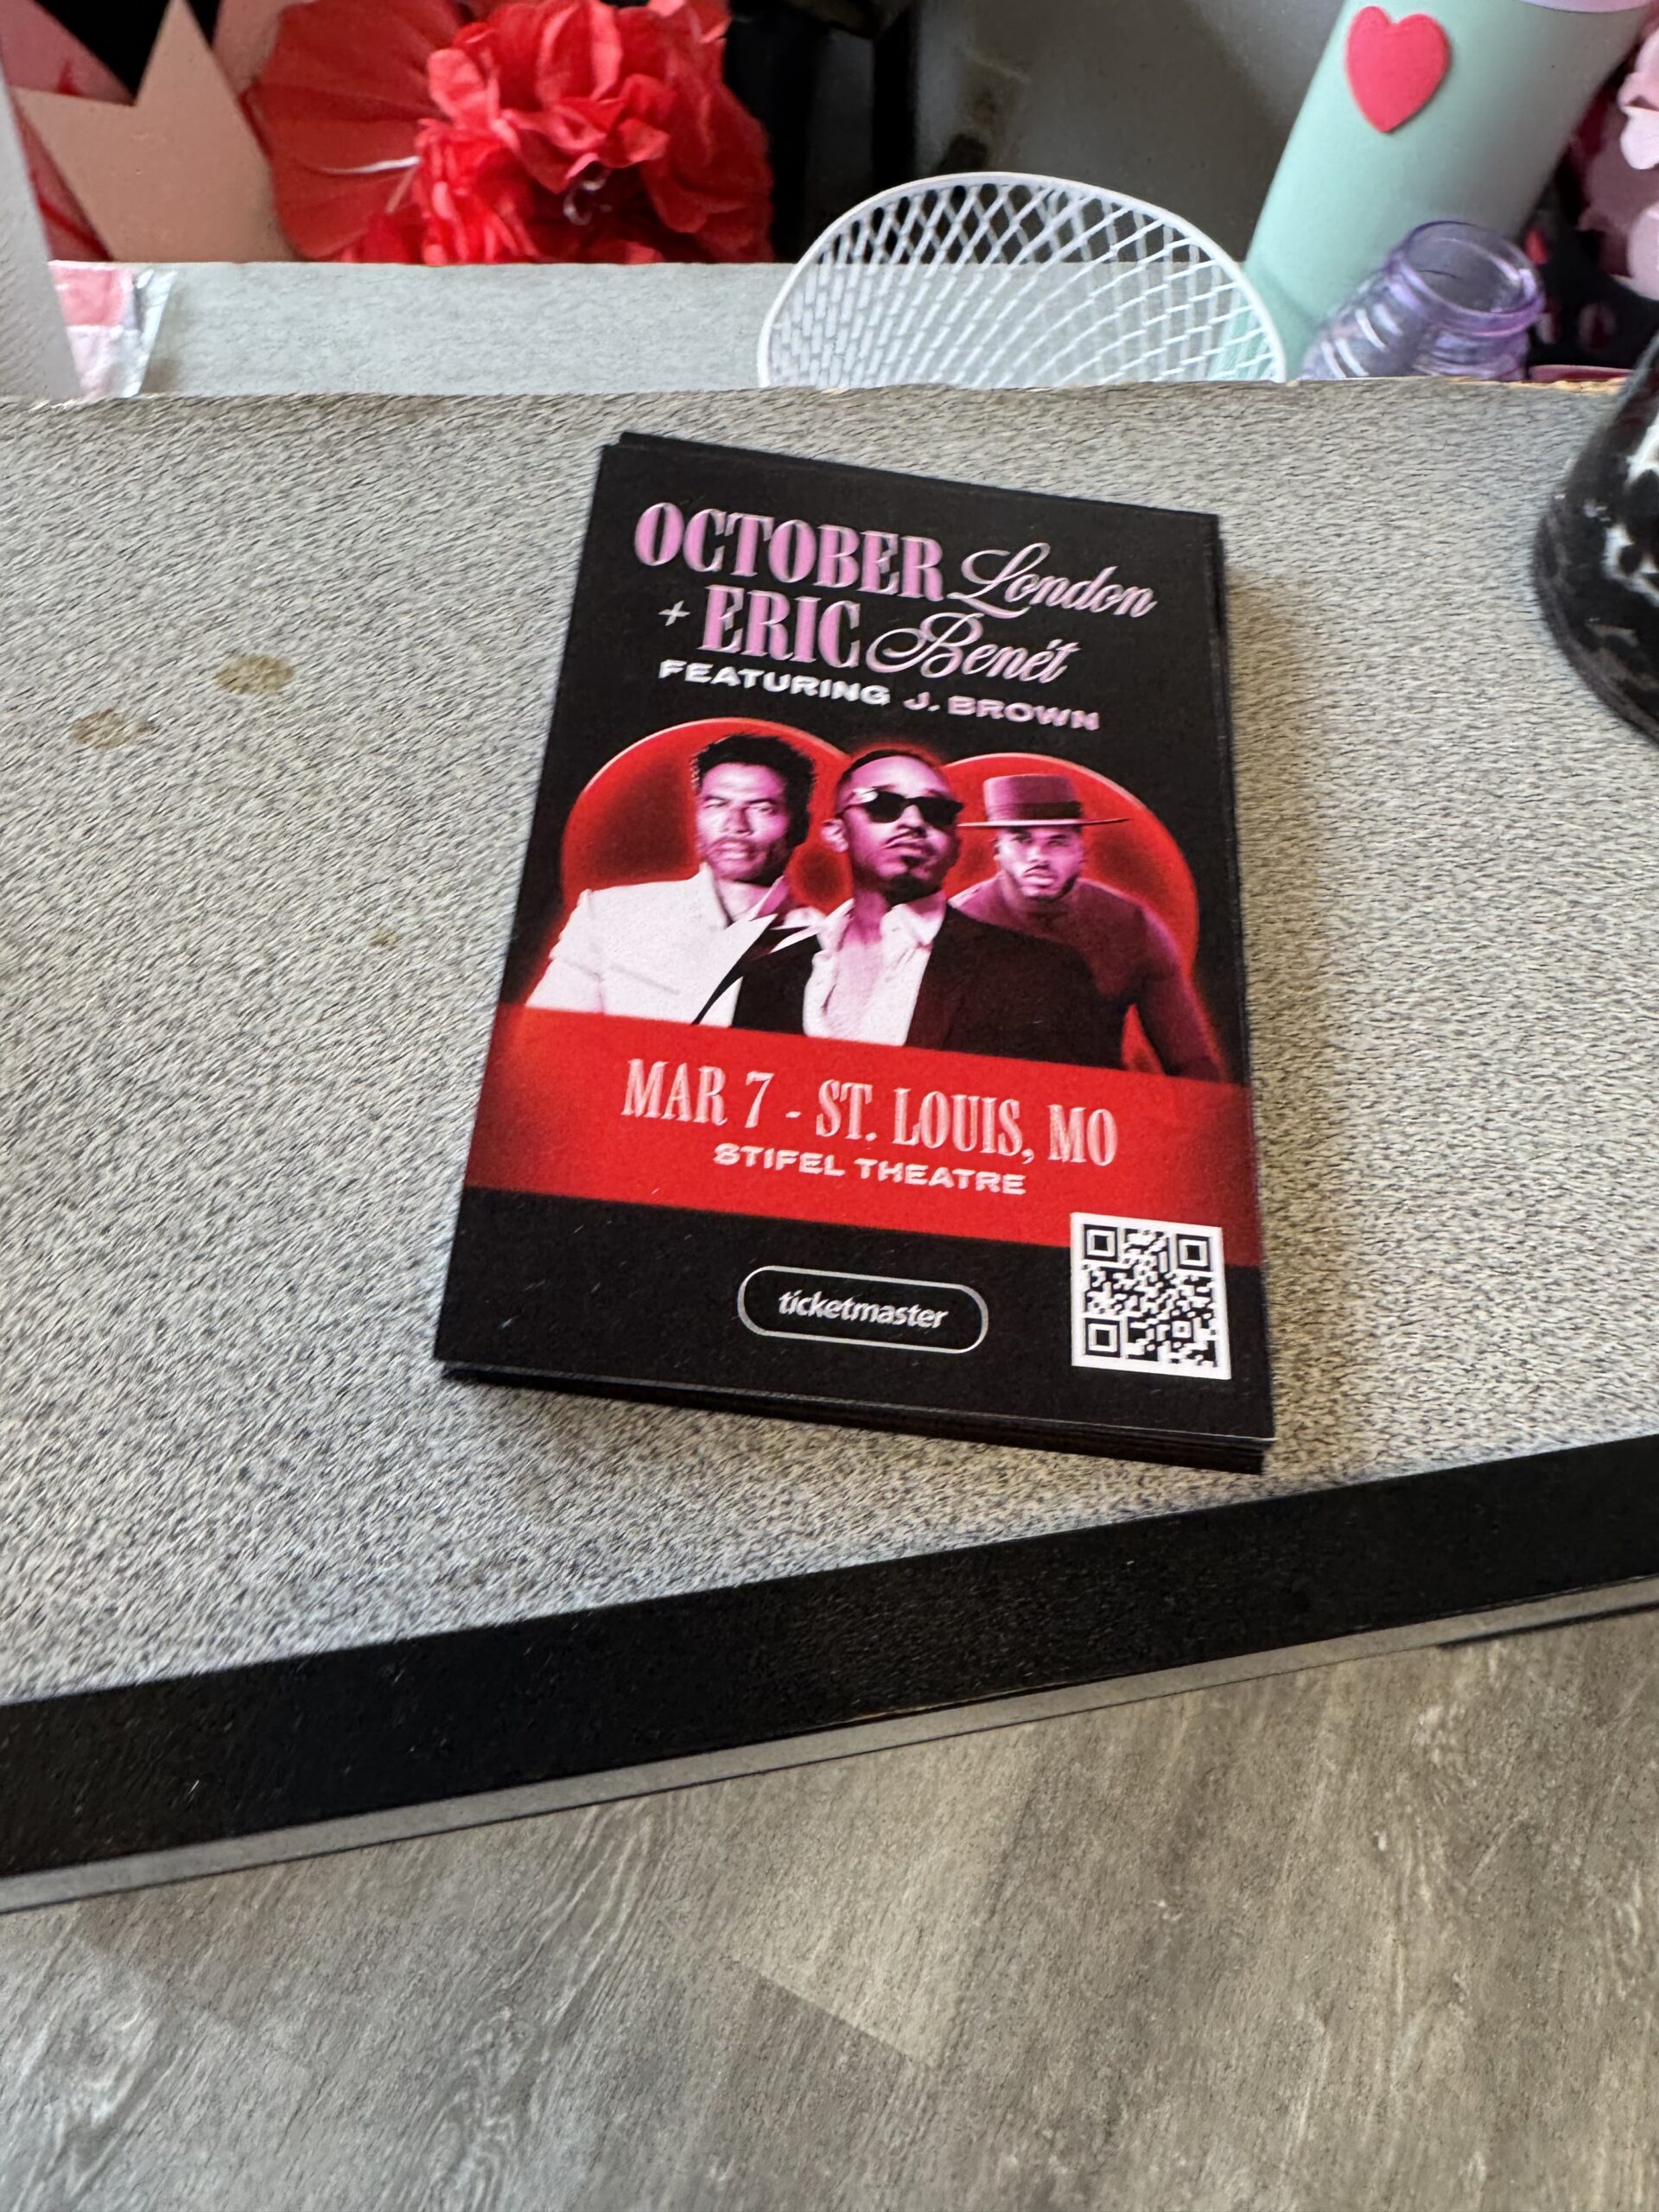 OCTOBER London
+ ERIC Benét
FEATURING J. BROWN
MAR 7 - ST. LOUIS, MO
STIFEL THEATRE
ticketmaster